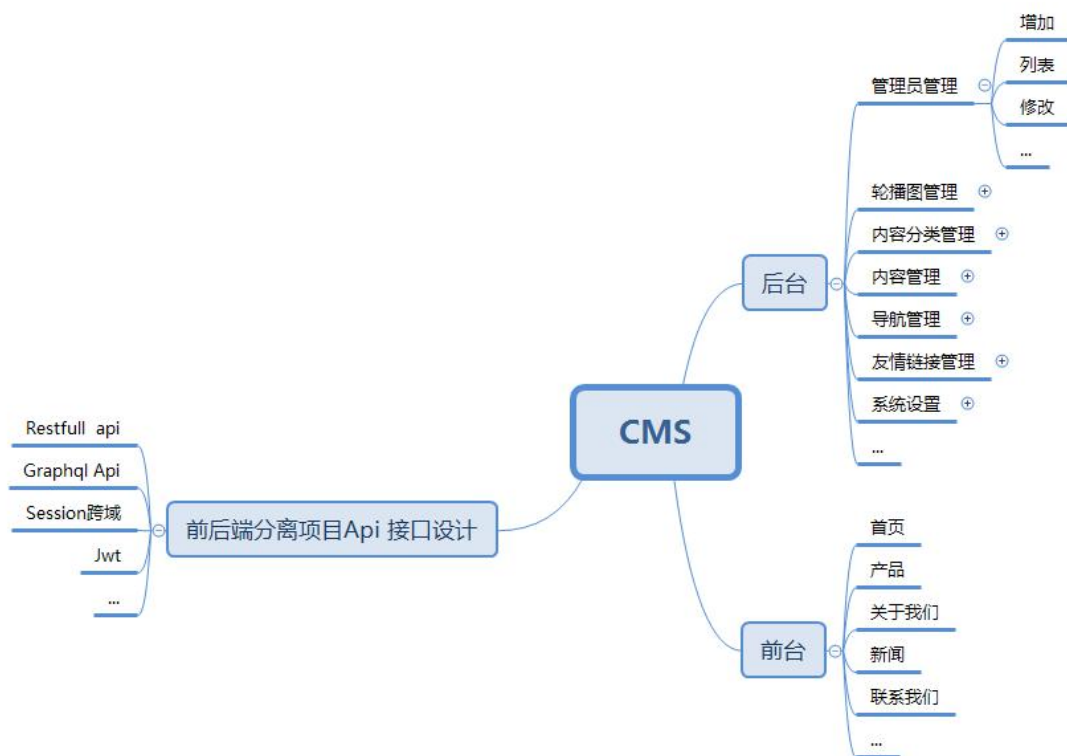 CMS
后台
管理员管理
增加
列表
修改
...
轮播图管理
内容分类管理
内容管理
导航管理
友情链接管理
系统设置
...
前台
首页
产品
关于我们
新闻
联系我们
...
前后端分离项目Api 接口设计
Restfull api
Graphql Api
Session跨域
Jwt
...